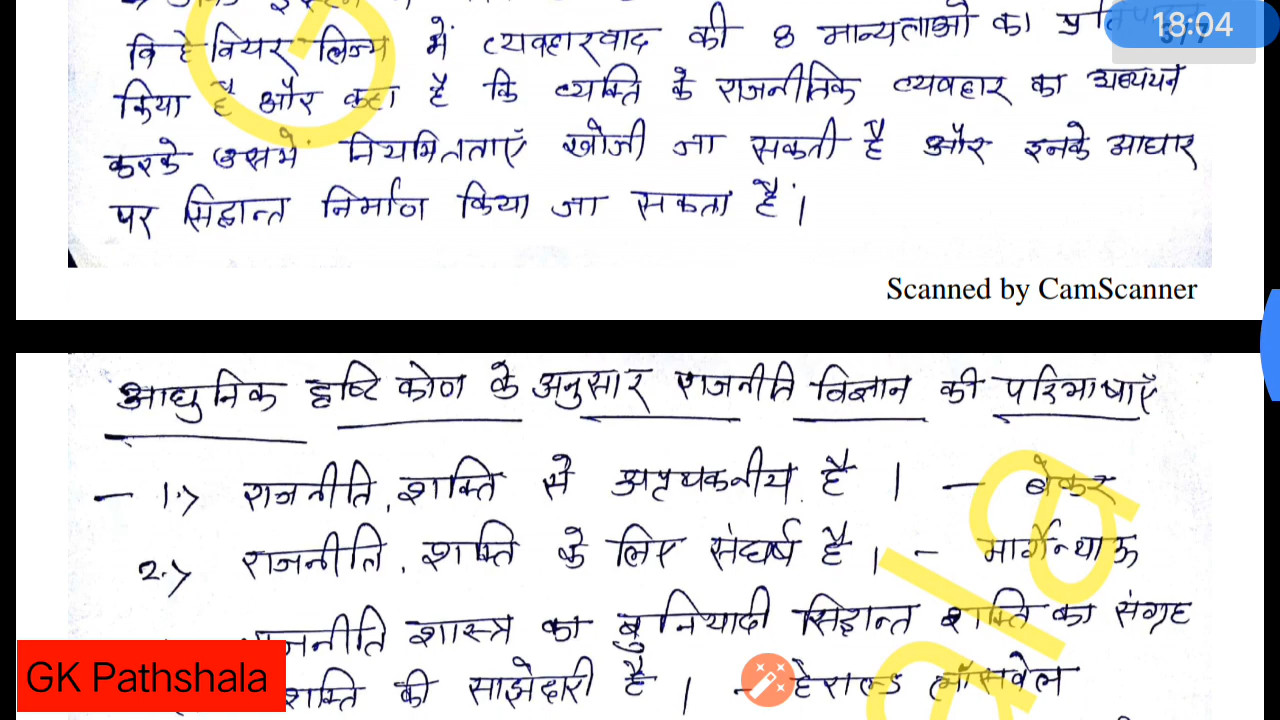 कि हेवियर लिज्म में व्यवहारवाद की 8 मान्यताओं का
18:04
किया है और कहा है कि व्यक्ति के राजनीतिक व्यवहार का अध्ययन
करके उसमें नियमितताएँ खोजी जा सकती है और इनके आधार
पर सिद्धान्त निर्माण किया जा सकता है।
Scanned by CamScanner
आधुनिक दृष्टि कोण के अनुसार राजनीति विज्ञान की परिभाषाएँ
1.> राजनीति, शक्ति से अपृथकनीय है। - बेकर
2.> राजनीति, शक्ति के लिए संघर्ष है। - मार्गेन्थाऊ
राजनीति शास्त्र का बुनियादी सिद्धान्त शक्ति का संग्रह
GK Pathshala
शक्ति की साझेदारी है। - हेराल्ड लॉसवेल